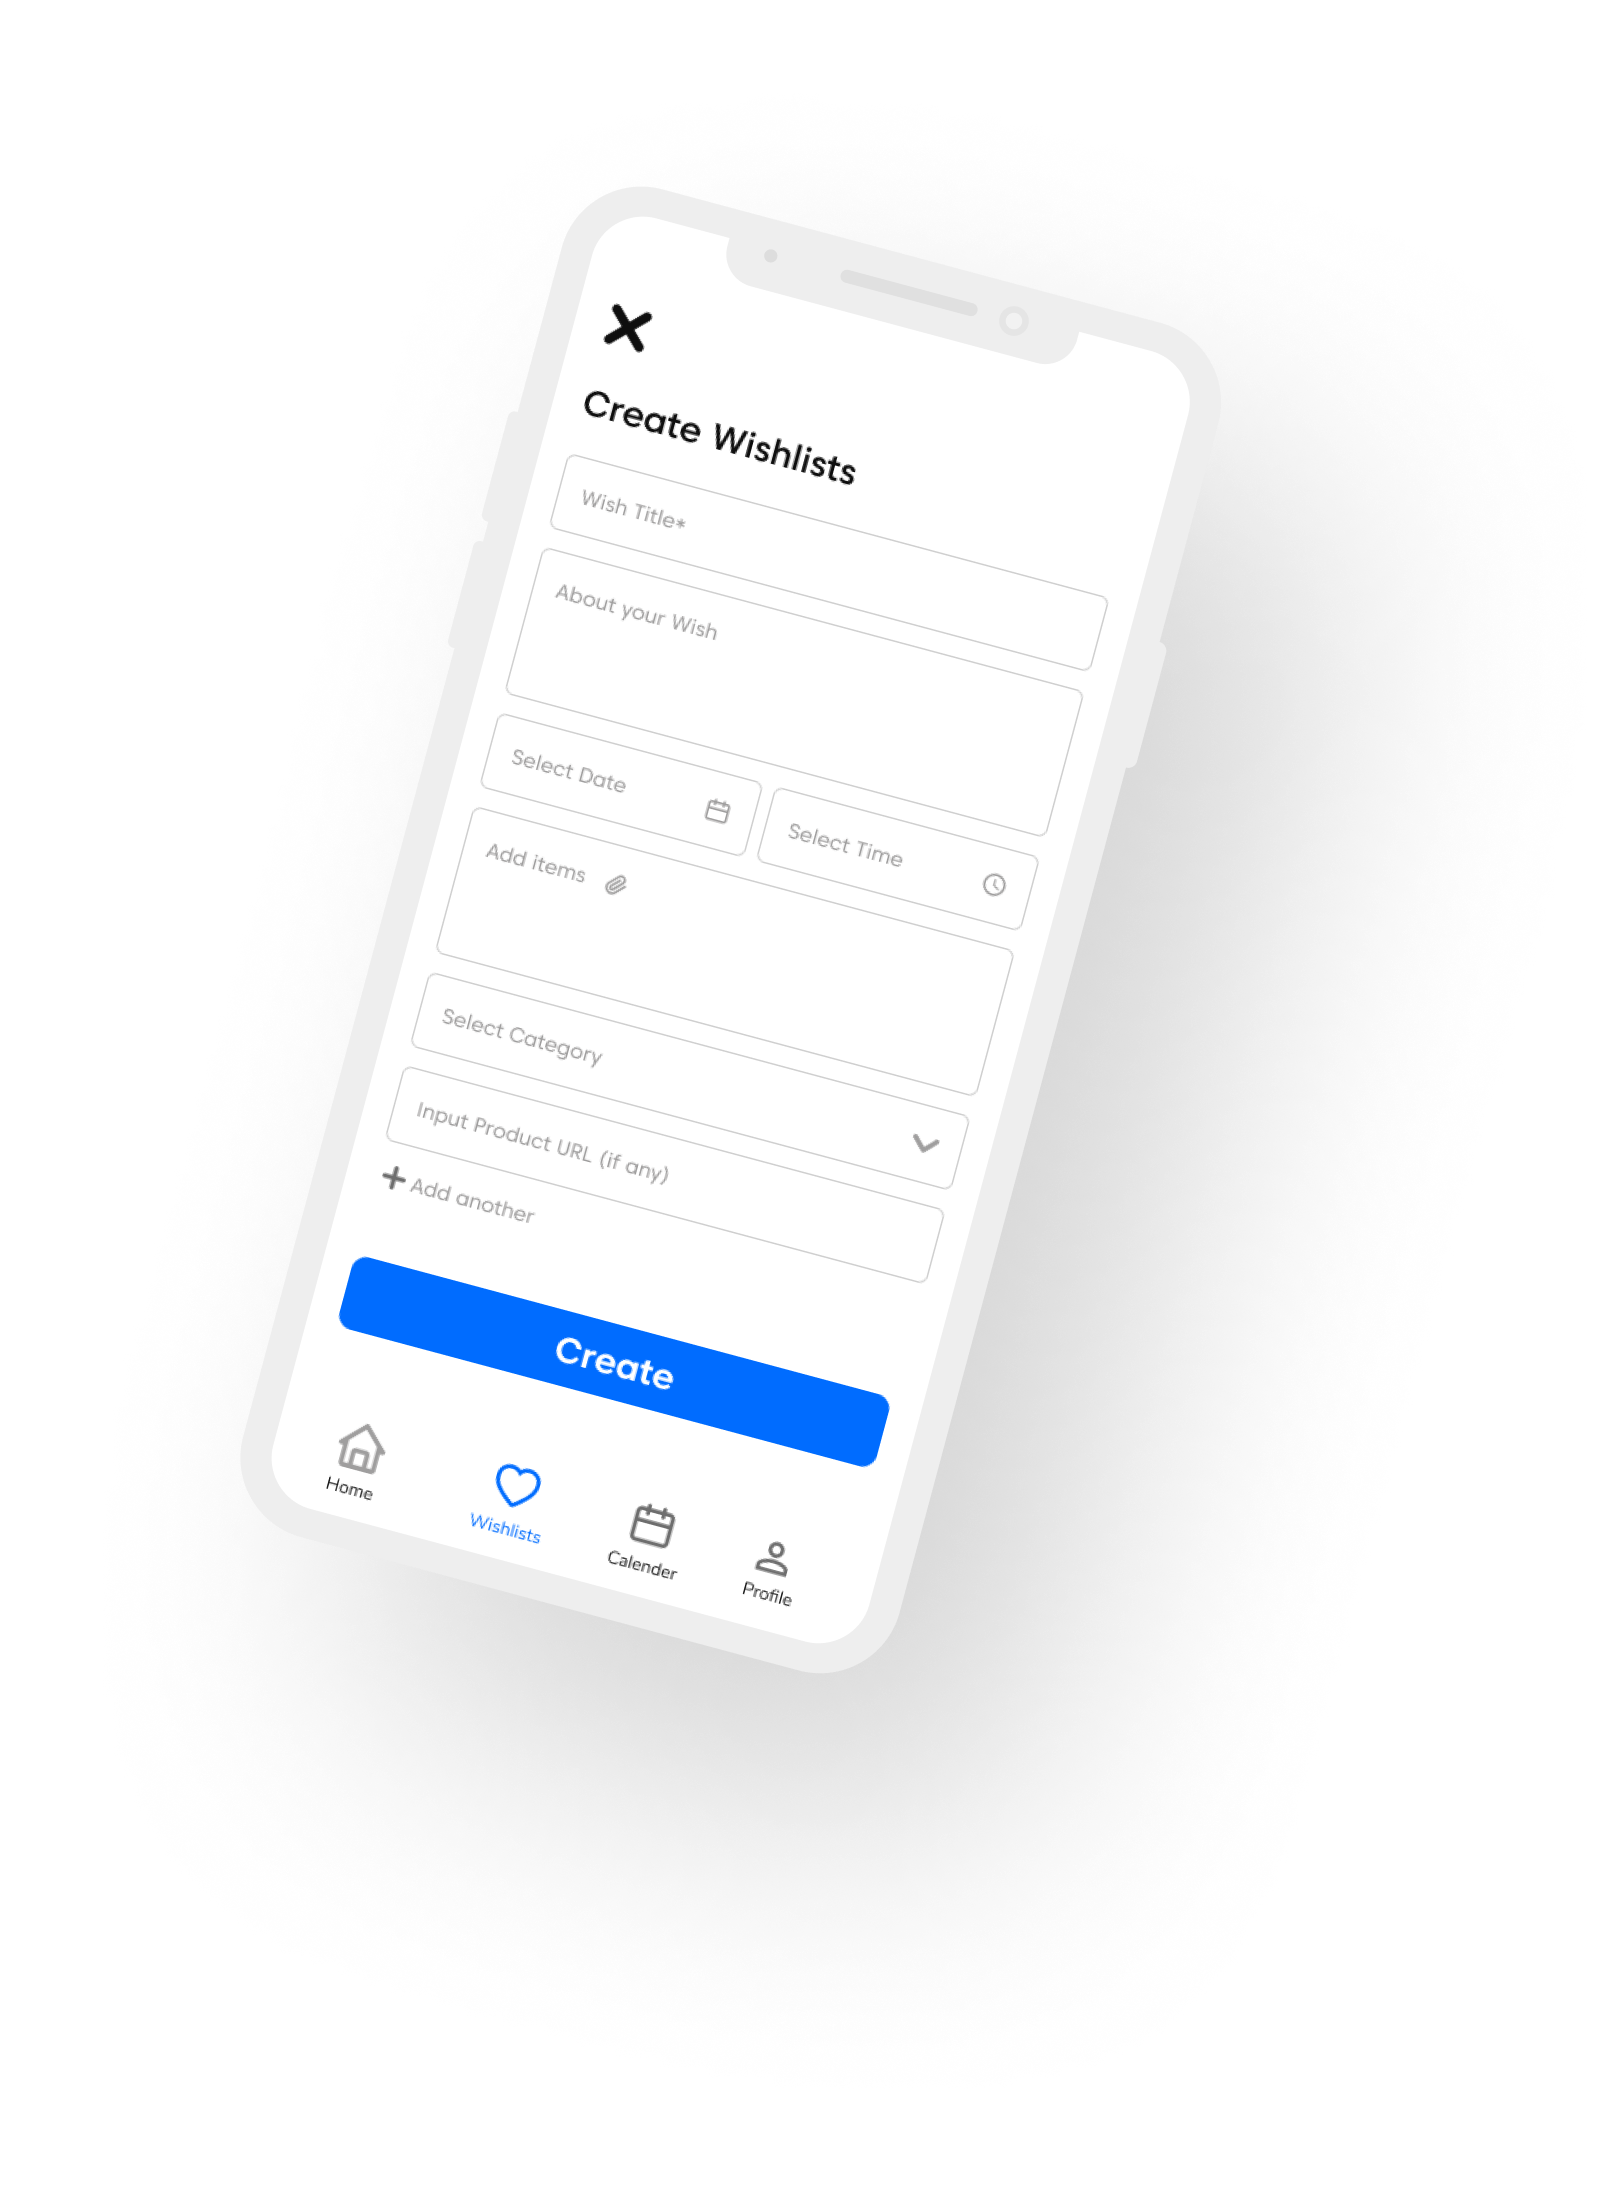 Create Wishlists
Wish Title*
About your Wish
Select Date
Select Time
Add items
Select Category
Input Product URL (if any)
Add another
Create
Home
Wishlists
Calender
Profile